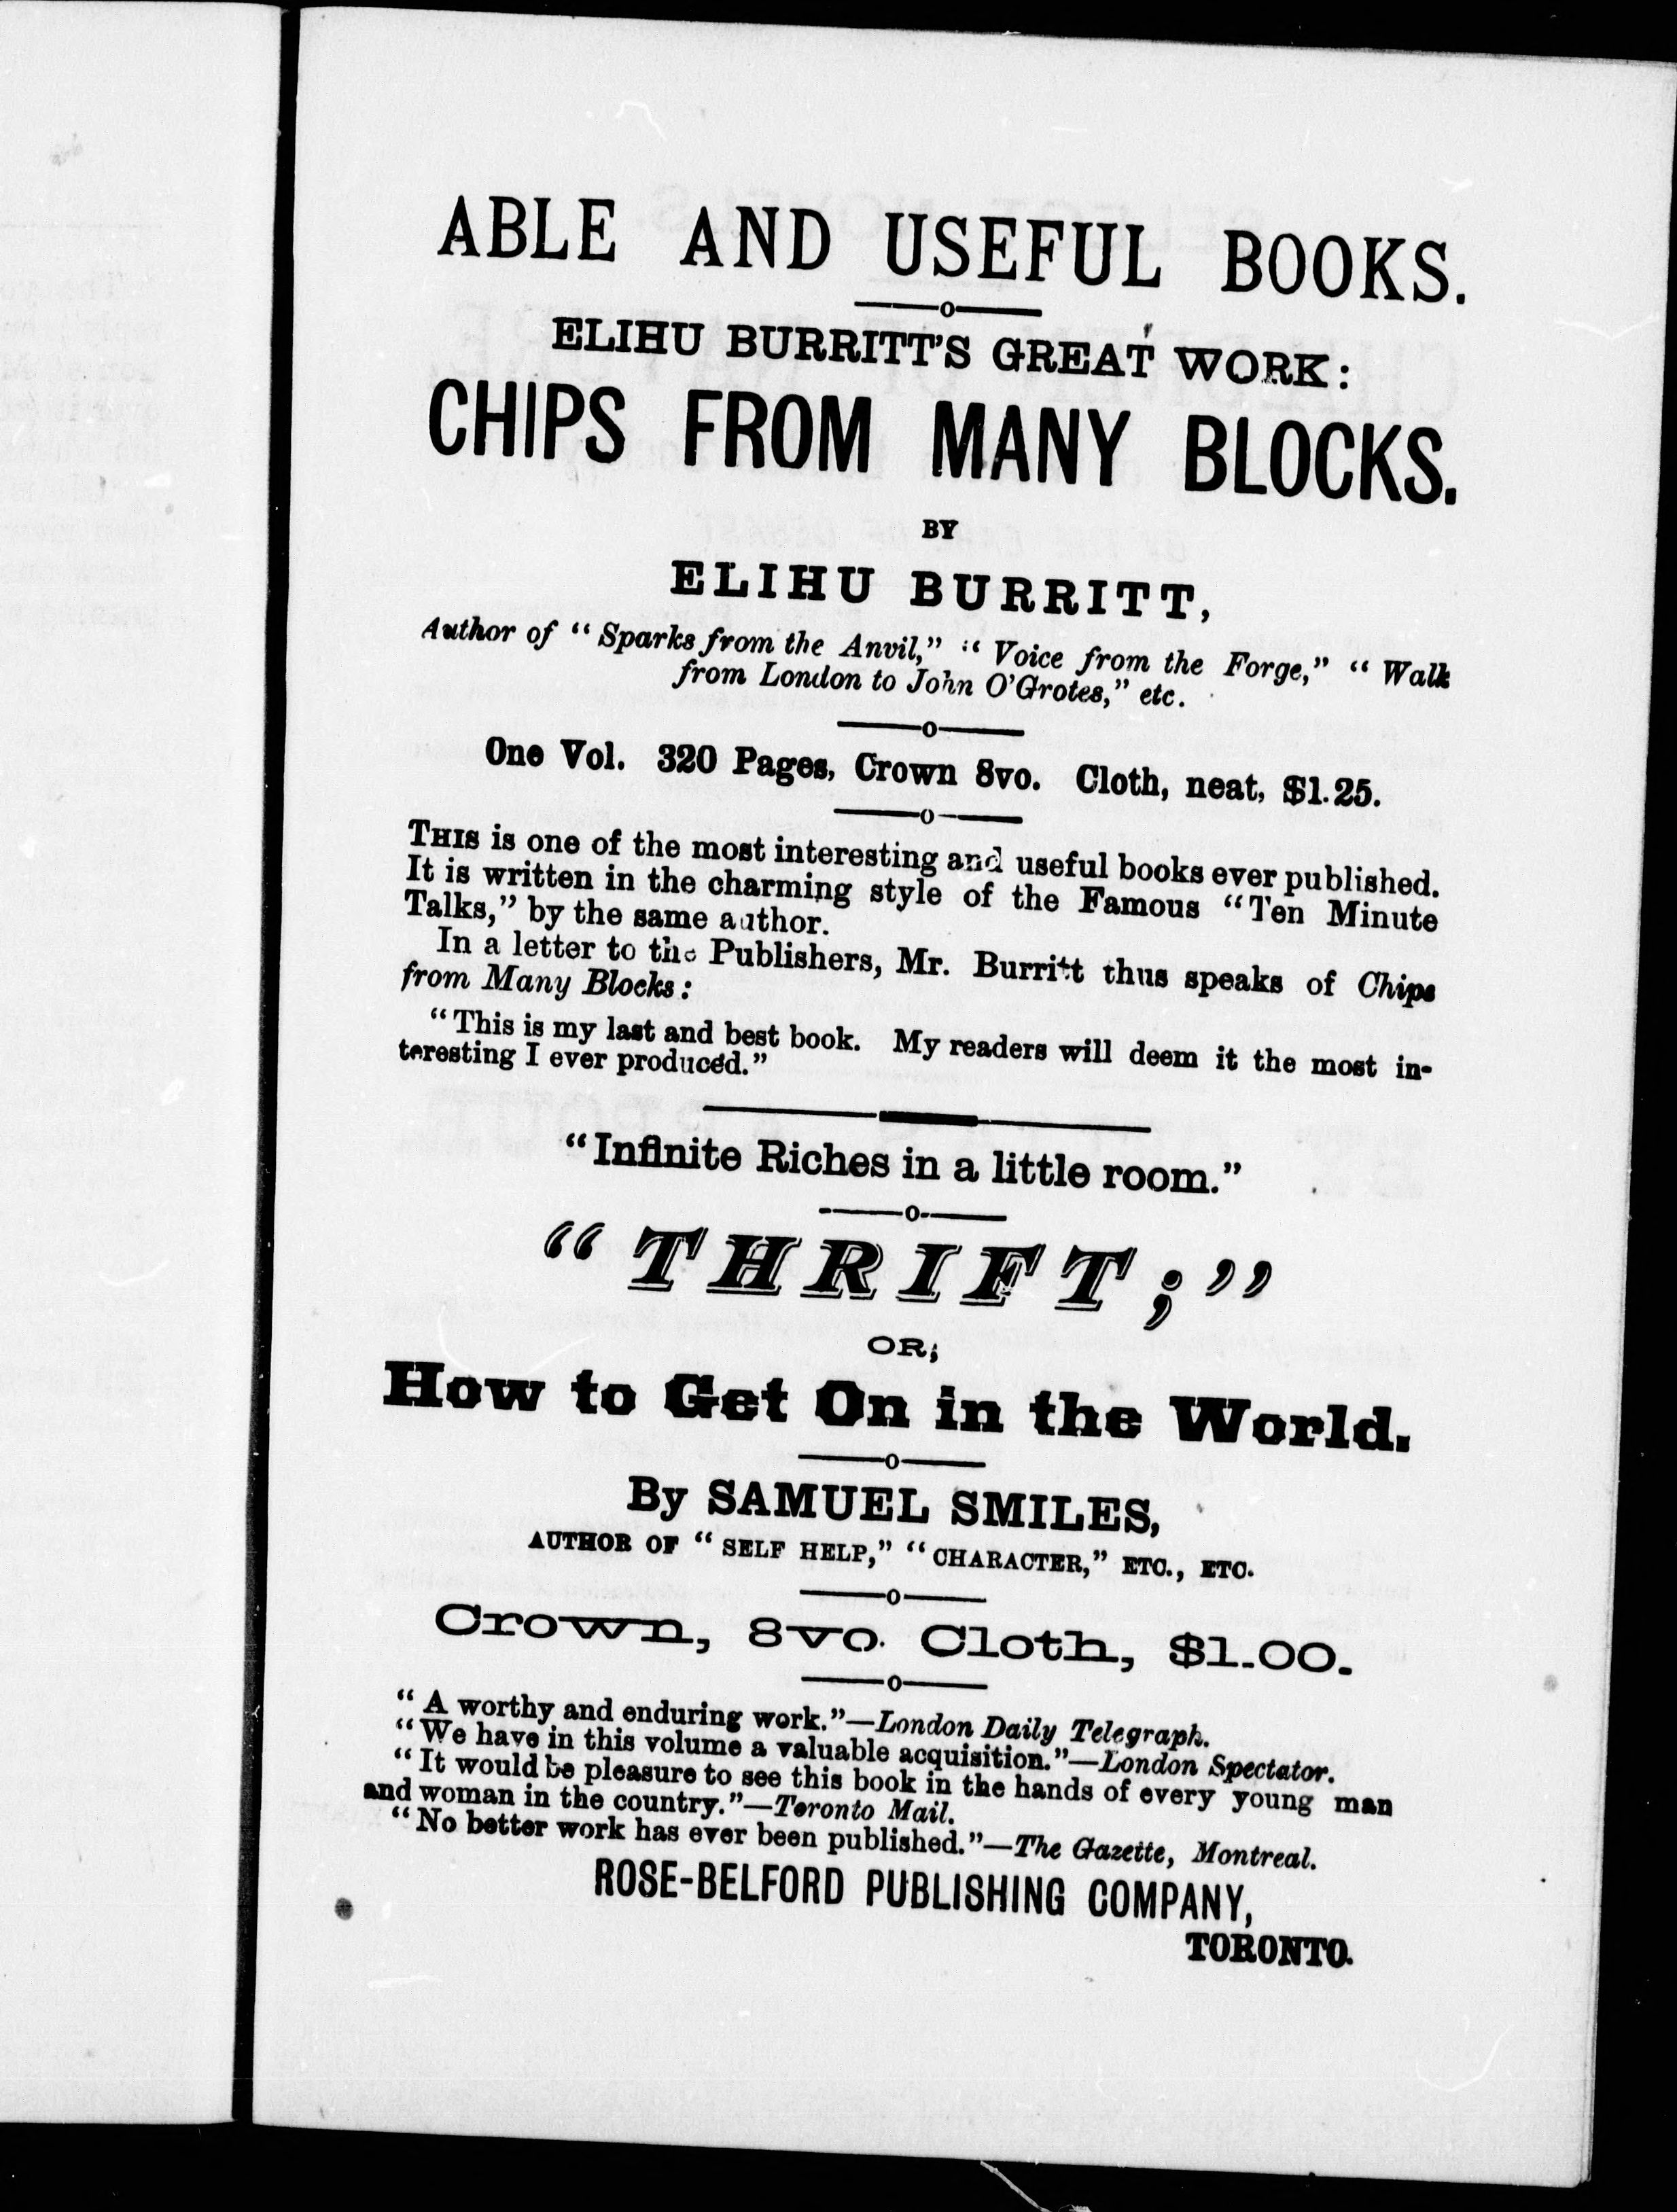 ABLE AND USEFUL BOOKS.
ELIHU BURRITT'S GREAT WORK:
CHIPS FROM MANY BLOCKS.
BY
ELIHU BURRITT,
Author of "Sparks from the Anvil," "Voice from the Forge," "Walk
from London to John O'Grotes," etc.
One Vol. 320 Pages, Crown 8vo. Cloth, neat, $1.25.
THIS is one of the most interesting and useful books ever published.
It is written in the charming style of the Famous "Ten Minute
Talks," by the same author.
In a letter to the Publishers, Mr. Burritt thus speaks of Chips
from Many Blocks:
"This is my last and best book. My readers will deem it the most in-
teresting I ever produced."
"Infinite Riches in a little room."
"THRIFT;"
OR;
How to Get On in the World.
By SAMUEL SMILES,
AUTHOR OF "SELF HELP," "CHARACTER," ETC., ETC.
Crown, 8vo. Cloth, $1.00.
"A worthy and enduring work."—London Daily Telegraph.
"We have in this volume a valuable acquisition."—London Spectator.
"It would be pleasure to see this book in the hands of every young man
and woman in the country."—Toronto Mail.
"No better work has ever been published."—The Gazette, Montreal.
ROSE-BELFORD PUBLISHING COMPANY,
TORONTO.